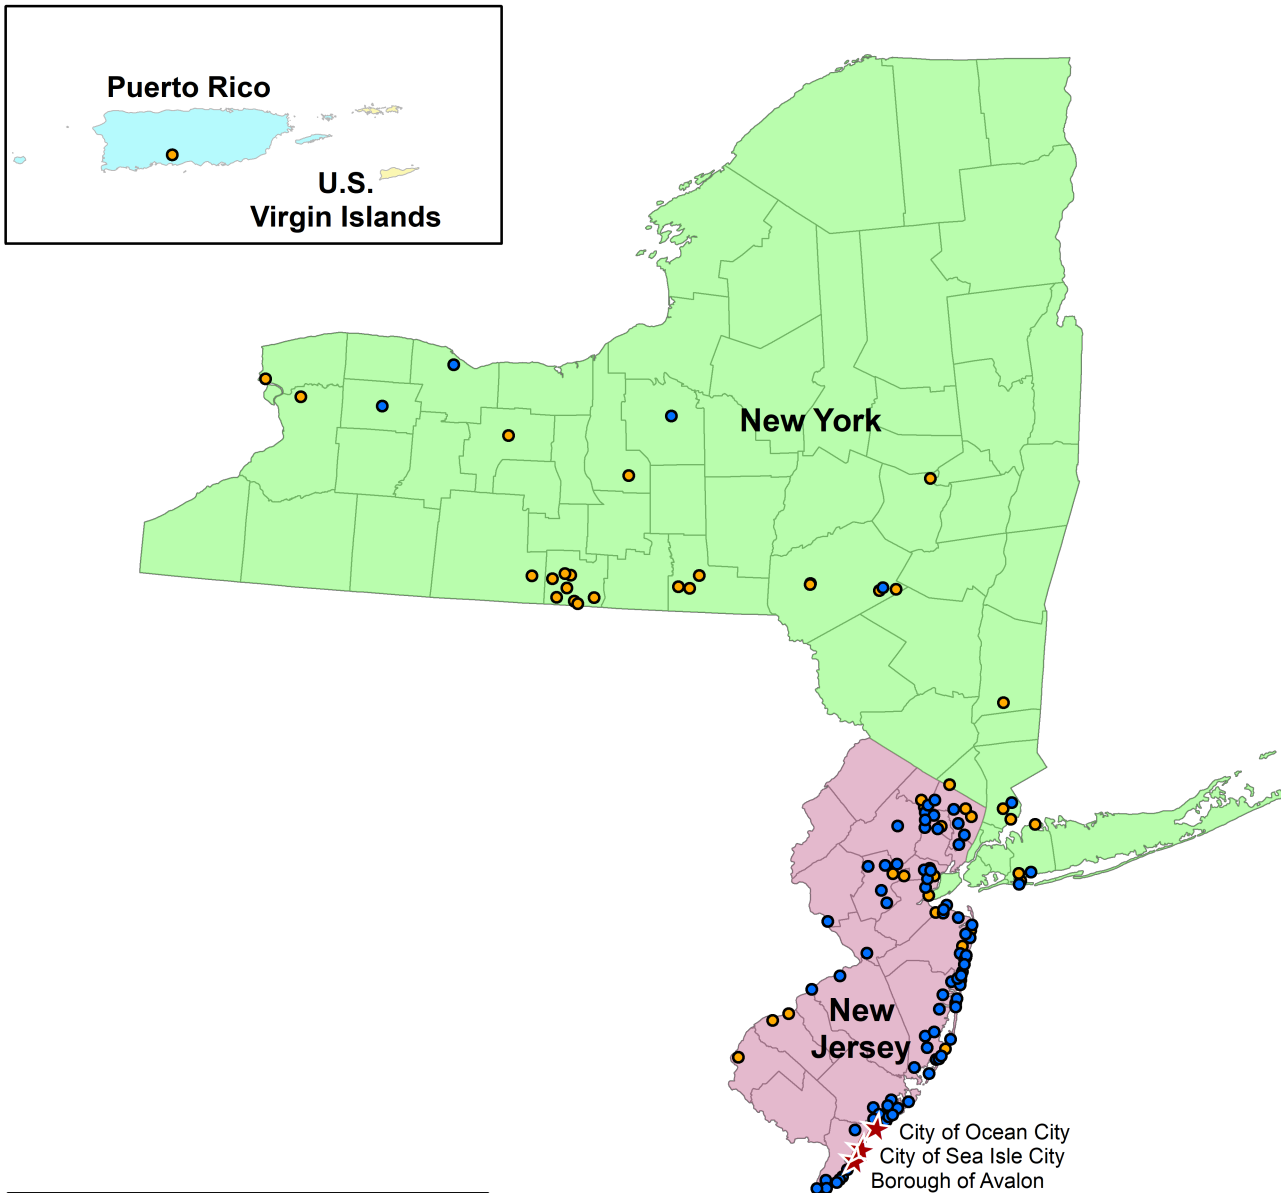 Puerto Rico
U.S.
Virgin Islands
New York
New
Jersey
City of Ocean City
City of Sea Isle City
Borough of Avalon